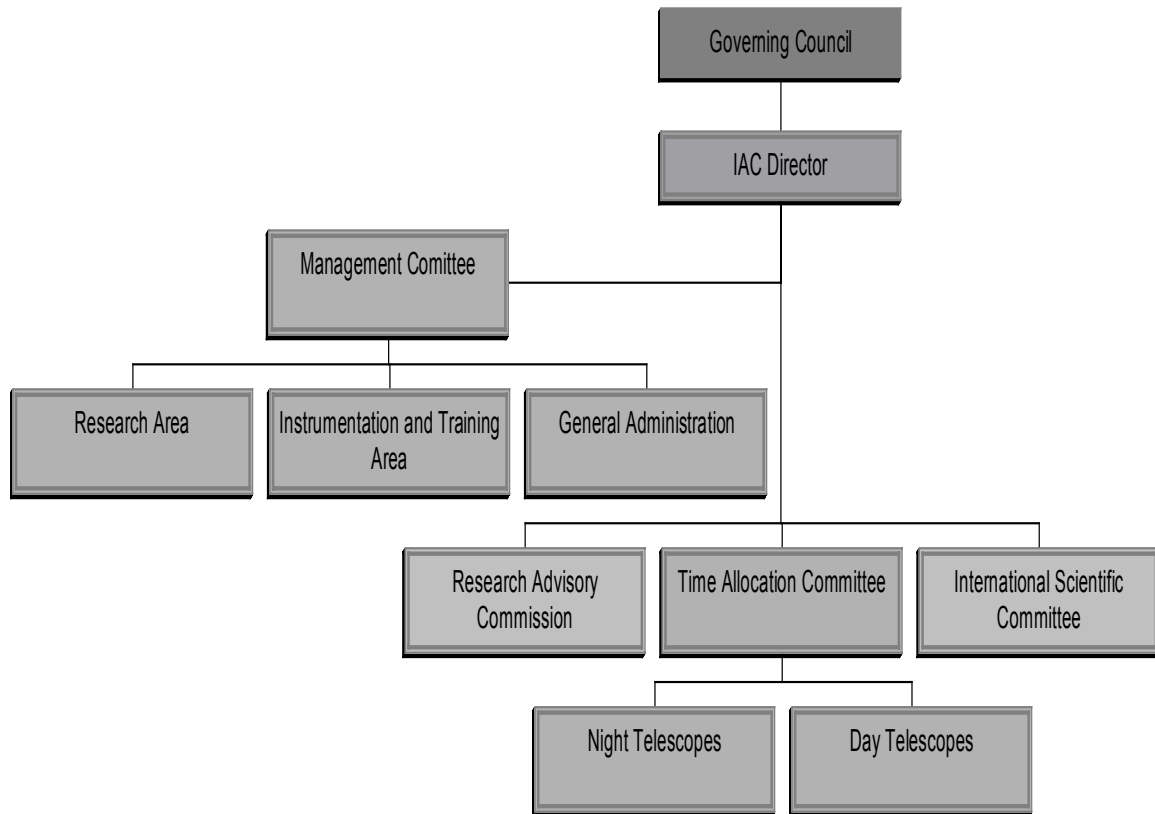 Governing Council
IAC Director
Management Comittee
Research Area
Instrumentation and Training
Area
General Administration
Research Advisory
Commission
Time Allocation Committee
International Scientific
Committee
Night Telescopes
Day Telescopes